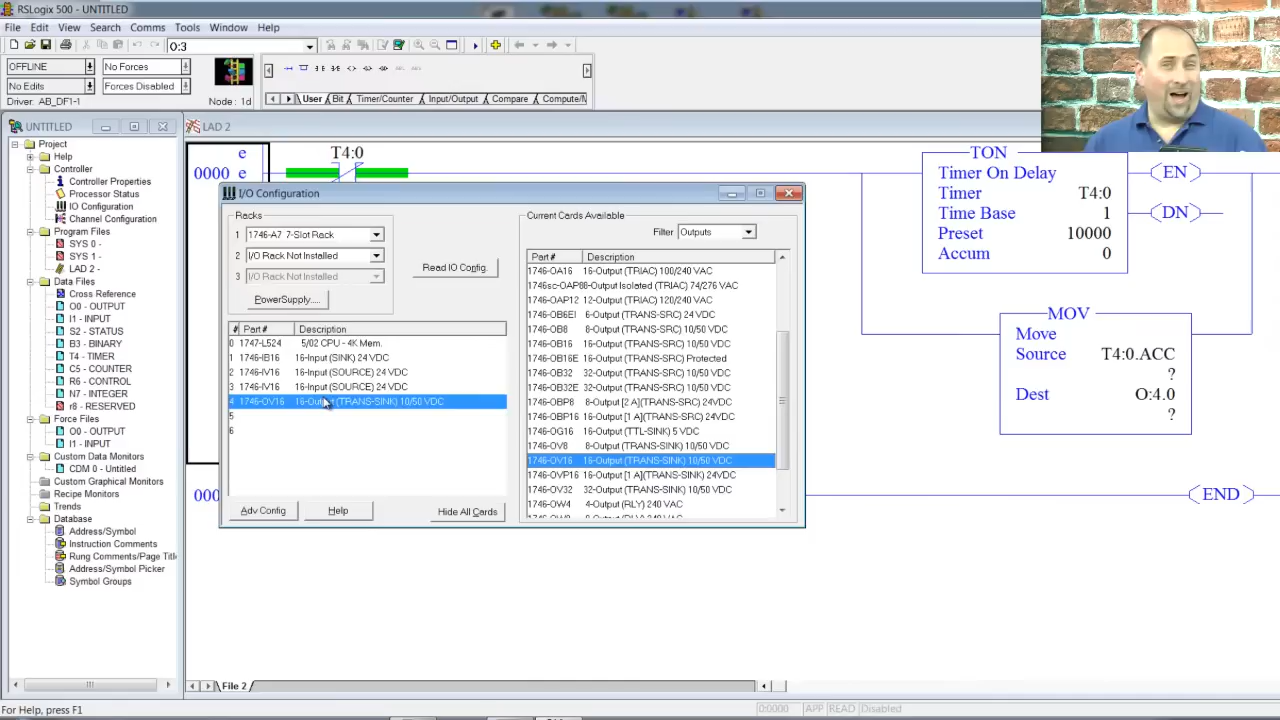 RSLogix 500 - UNTITLED
File Edit View Search Comms Tools Window Help
O:3
OFFLINE No Forces
No Edits Forces Disabled
Driver: AB_DF1-1 Node: 1d
User Bit Timer/Counter Input/Output Compare Compute/M
UNTITLED
Project
Help
Controller
Controller Properties
Processor Status
IO Configuration
Channel Configuration
Program Files
SYS 0 -
SYS 1 -
LAD 2 -
Data Files
Cross Reference
O0 - OUTPUT
I1 - INPUT
S2 - STATUS
B3 - BINARY
T4 - TIMER
C5 - COUNTER
R6 - CONTROL
N7 - INTEGER
r8 - RESERVED
Force Files
O0 - OUTPUT
I1 - INPUT
Custom Data Monitors
CDM 0 - Untitled
Custom Graphical Monitors
Recipe Monitors
Trends
Database
Address/Symbol
Instruction Comments
Rung Comments/Page Title
Address/Symbol Picker
Symbol Groups
LAD 2
e
0000 e
T4:0
TON
Timer On Delay
Timer T4:0
Time Base 1
Preset 10000
Accum 0
EN
DN
MOV
Move
Source T4:0.ACC
?
Dest O:4.0
?
000
END
I/O Configuration
Racks
1 1746-A7 7-Slot Rack
2 I/O Rack Not Installed
3 I/O Rack Not Installed
Read IO Config.
PowerSupply....
# Part# Description
0 1747-L524 5/02 CPU - 4K Mem.
1 1746-IB16 16-Input (SINK) 24 VDC
2 1746-IV16 16-Input (SOURCE) 24 VDC
3 1746-IV16 16-Input (SOURCE) 24 VDC
4 1746-OV16 16-Output (TRANS-SINK) 10/50 VDC
5
6
Adv Config Help Hide All Cards
Current Cards Available
Filter Outputs
Part# Description
1746-OA16 16-Output (TRIAC) 100/240 VAC
1746sc-OAP8 8-Output Isolated (TRIAC) 74/276 VAC
1746-OAP12 12-Output (TRIAC) 120/240 VAC
1746-OB6EI 6-Output (TRANS-SRC) 24 VDC
1746-OB8 8-Output (TRANS-SRC) 10/50 VDC
1746-OB16 16-Output (TRANS-SRC) 10/50 VDC
1746-OB16E 16-Output (TRANS-SRC) Protected
1746-OB32 32-Output (TRANS-SRC) 10/50 VDC
1746-OB32E 32-Output (TRANS-SRC) 10/50 VDC
1746-OBP8 8-Output [2 A](TRANS-SRC) 24 VDC
1746-OBP16 16-Output [1 A](TRANS-SRC) 24VDC
1746-OG16 16-Output (TTL-SINK) 5 VDC
1746-OV8 8-Output (TRANS-SINK) 10/50 VDC
1746-OV16 16-Output (TRANS-SINK) 10/50 VDC
1746-OVP16 16-Output [1 A](TRANS-SINK) 24VDC
1746-OV32 32-Output (TRANS-SINK) 10/50 VDC
1746-OW4 4-Output (RLY) 240 VAC
File 2
For Help, press F1
0:0000 APP READ Disabled